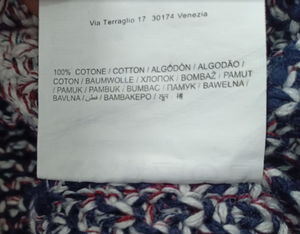 Via Terraglio 17 30174 Venezia
100% COTONE / COTTON / ALGODÓN / ALGODÃO /
COTON / BAUMWOLLE / ХЛОПОК / BOMBAŽ / PAMUT
/ PAMUK / PAMBUK / BUMBAC / ПАМУК / BAWEŁNA /
BAVLNA / قطن / ΒΑΜΒΑΚΕΡΟ / / 棉